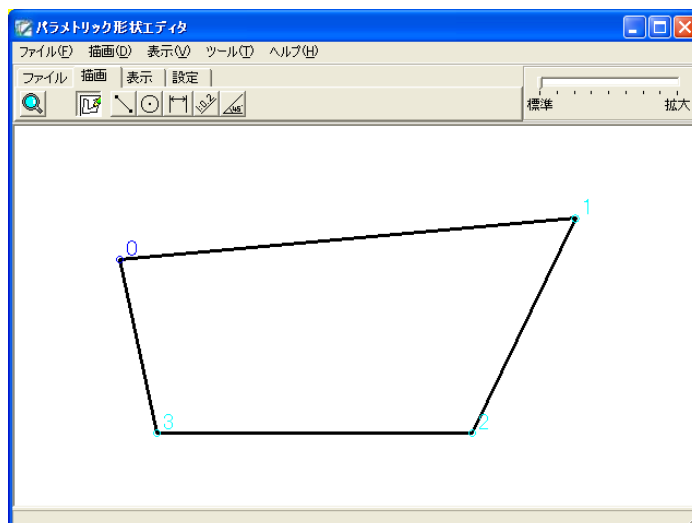 パラメトリック形状エディタ
ファイル(F) 描画(D) 表示(V) ツール(T) ヘルプ(H)
ファイル 描画 表示 設定
標準 拡大
1
0
3 2